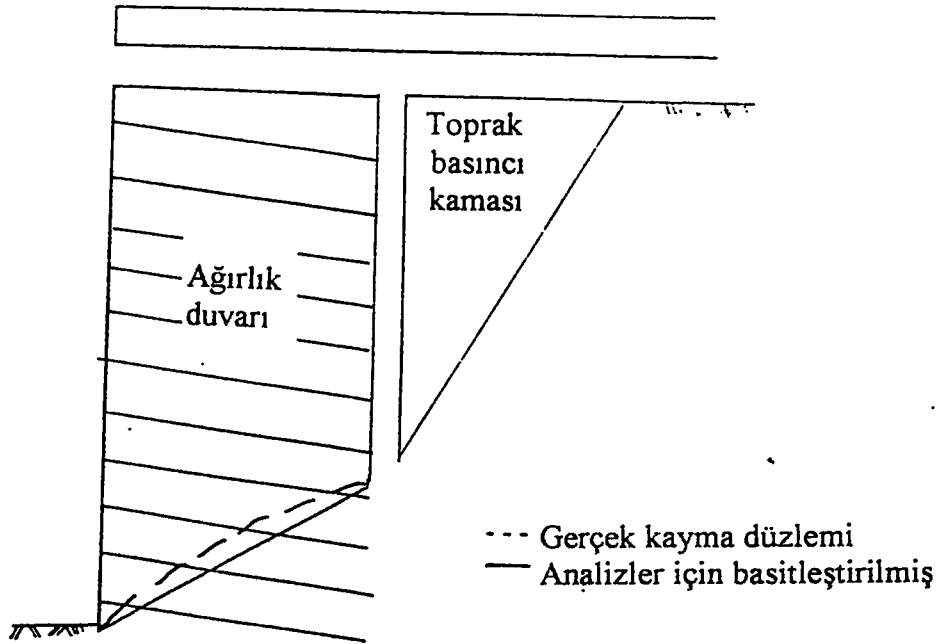 Toprak
basıncı
kaması
Ağırlık
duvarı
--- Gerçek kayma düzlemi
— Analizler için basitleştirilmiş